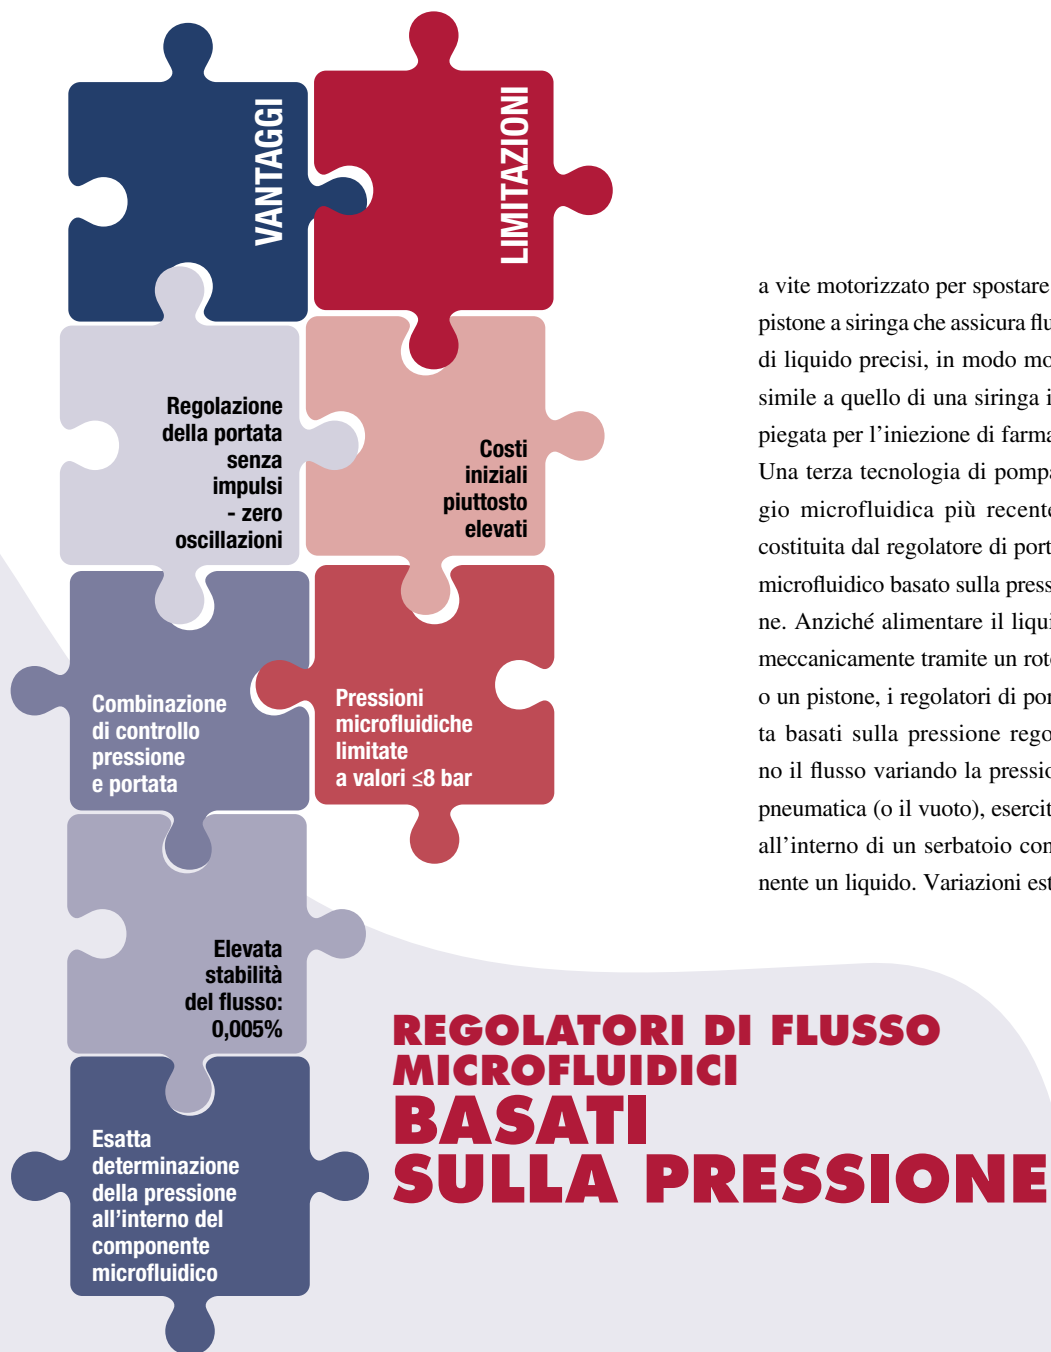 VANTAGGI
LIMITAZIONI
Regolazione
della portata
senza
impulsi
- zero
oscillazioni
Costi
iniziali
piuttosto
elevati
Combinazione
di controllo
pressione
e portata
Pressioni
microfluidiche
limitate
a valori ≤8 bar
Elevata
stabilità
del flusso:
0,005%
Esatta
determinazione
della pressione
all’interno del
componente
microfluidico
a vite motorizzato per spostare
pistone a siringa che assicura flu
di liquido precisi, in modo mo
simile a quello di una siringa i
piegata per l’iniezione di farma
Una terza tecnologia di pompa
gio microfluidica più recente
costituita dal regolatore di port
microfluidico basato sulla press
ne. Anziché alimentare il liqui
meccanicamente tramite un roto
o un pistone, i regolatori di por
ta basati sulla pressione rego
no il flusso variando la pressio
pneumatica (o il vuoto), esercit
all’interno di un serbatoio con
nente un liquido. Variazioni est
REGOLATORI DI FLUSSO
MICROFLUIDICI
BASATI
SULLA PRESSIONE